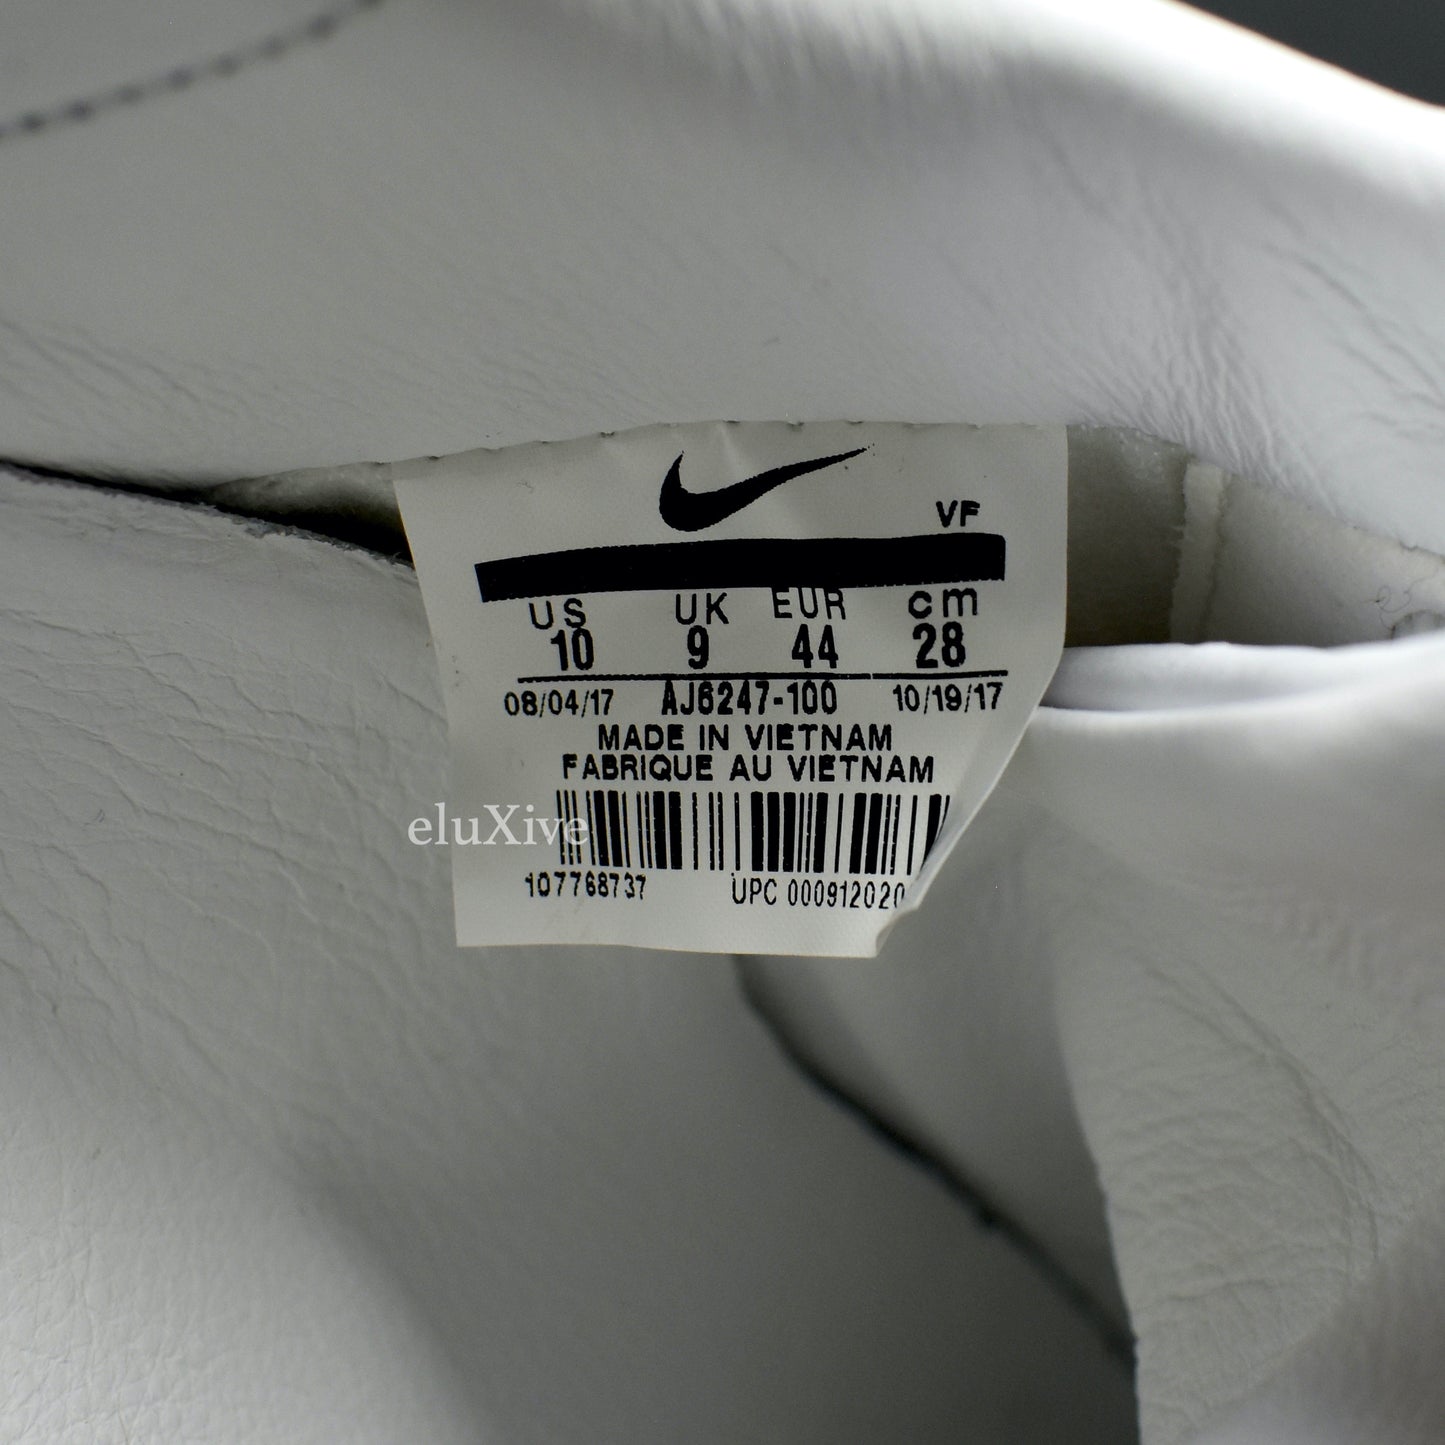 VF
US UK EUR cm
10 9 44 28
08/04/17 AJ6247-100 10/19/17
MADE IN VIETNAM
FABRIQUE AU VIETNAM
eluXive
107768737 UPC 000912020